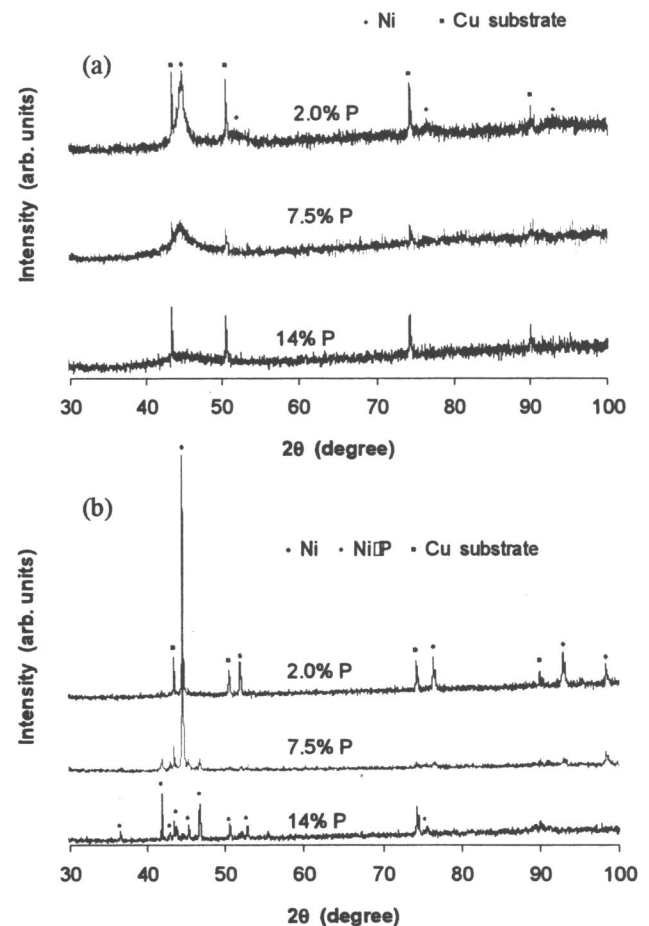 • Ni ▪ Cu substrate
(a)
2.0% P
7.5% P
14% P
Intensity (arb. units)
30 40 50 60 70 80 90 100
2θ (degree)
(b)
• Ni • Ni□P ▪ Cu substrate
2.0% P
7.5% P
14% P
Intensity (arb. units)
30 40 50 60 70 80 90 100
2θ (degree)